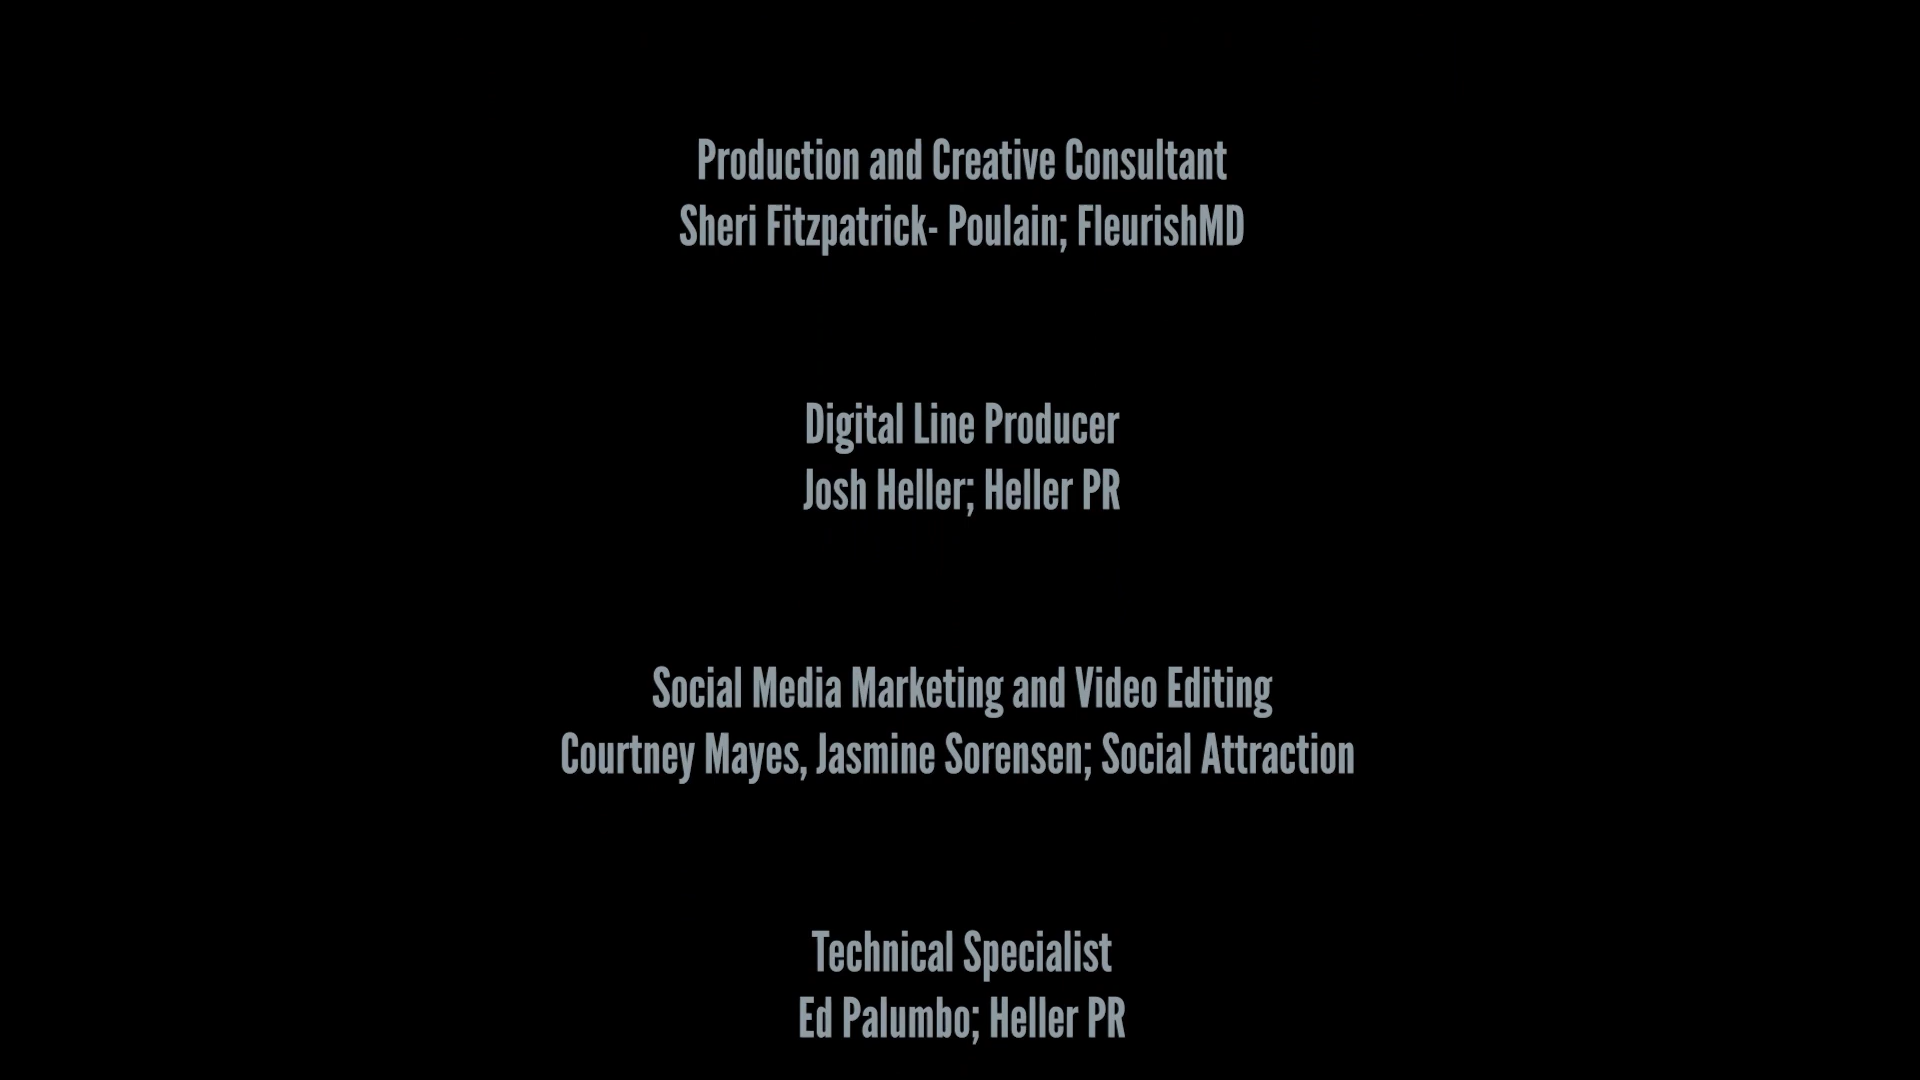 Production and Creative Consultant
Sheri Fitzpatrick- Poulain; FleurishMD
Digital Line Producer
Josh Heller; Heller PR
Social Media Marketing and Video Editing
Courtney Mayes, Jasmine Sorensen; Social Attraction
Technical Specialist
Ed Palumbo; Heller PR